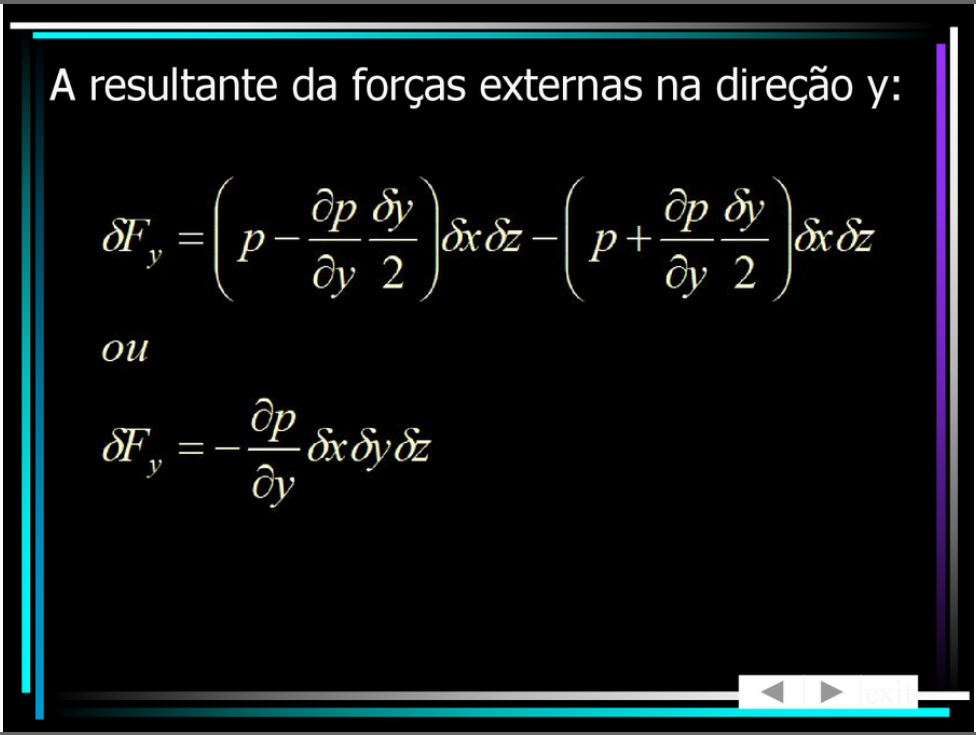 A resultante da forças externas na direção y:
δF_y = ( p − ∂p/∂y δy/2 ) δx δz − ( p + ∂p/∂y δy/2 ) δx δz
ou
δF_y = − ∂p/∂y δx δy δz
exit